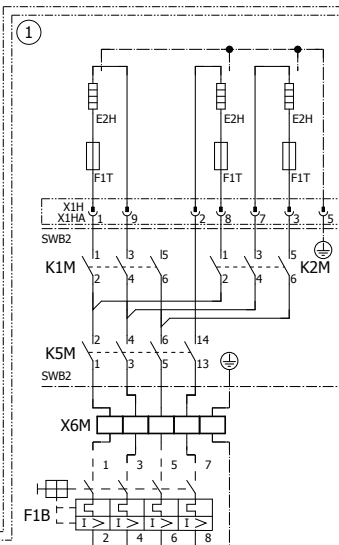 1
E2H E2H E2H
F1T F1T F1T
X1H
X1HA 1 9 2 8 7 3 5
SWB2
1 3 5 1 3 5
K1M K2M
2 4 6 2 4 6
2 4 6 14
K5M
1 3 5 13
SWB2
X6M
1 3 5 7
F1B
I > I > I > I >
2 4 6 8